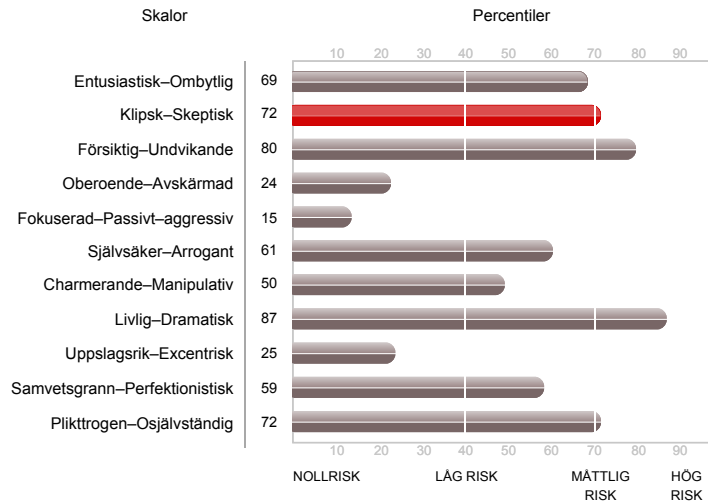 Skalor Percentiler
10 20 30 40 50 60 70 80 90
Entusiastisk–Ombytlig 69
Klipsk–Skeptisk 72
Försiktig–Undvikande 80
Oberoende–Avskärmad 24
Fokuserad–Passivt–aggressiv 15
Självsäker–Arrogant 61
Charmerande–Manipulativ 50
Livlig–Dramatisk 87
Uppslagsrik–Excentrisk 25
Samvetsgrann–Perfektionistisk 59
Plikttrogen–Osjälvständig 72
10 20 30 40 50 60 70 80 90
NOLLRISK LÅG RISK MÅTTLIG HÖG
RISK RISK